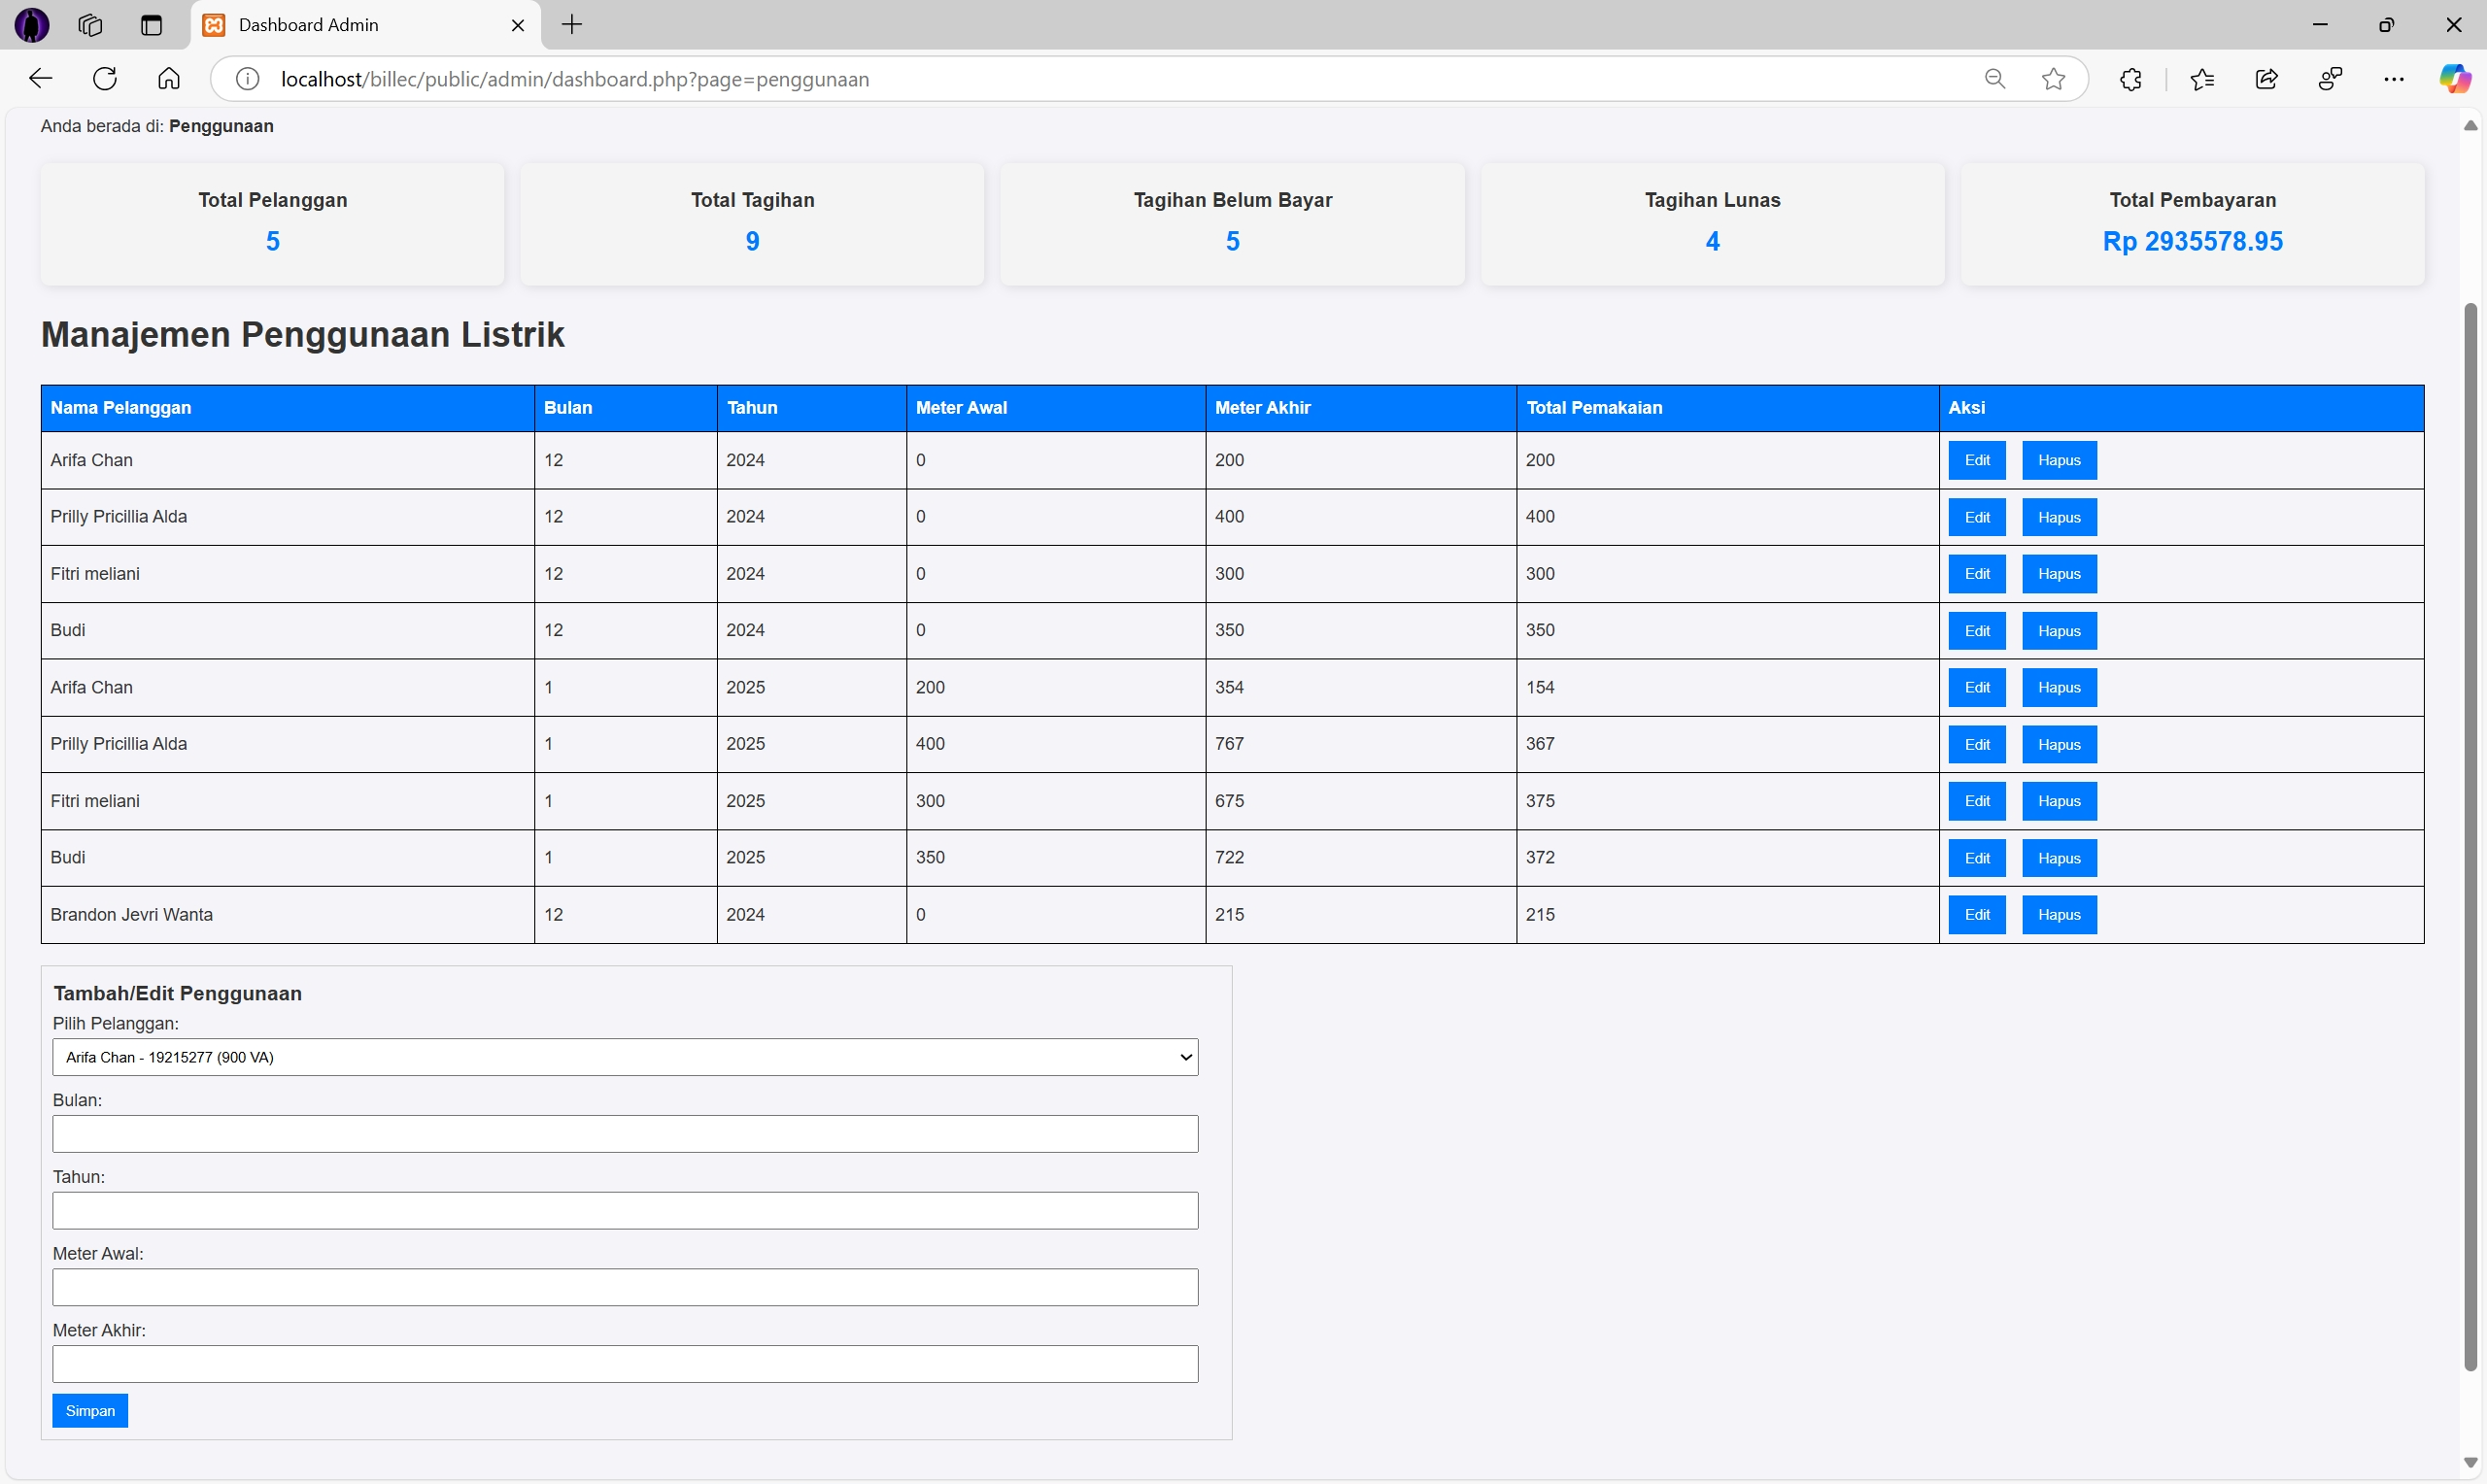 Dashboard Admin
localhost/billec/public/admin/dashboard.php?page=penggunaan
Anda berada di: Penggunaan
Total Pelanggan
5
Total Tagihan
9
Tagihan Belum Bayar
5
Tagihan Lunas
4
Total Pembayaran
Rp 2935578.95
Manajemen Penggunaan Listrik
Nama Pelanggan Bulan Tahun Meter Awal Meter Akhir Total Pemakaian Aksi
Arifa Chan 12 2024 0 200 200 Edit Hapus
Prilly Pricillia Alda 12 2024 0 400 400 Edit Hapus
Fitri meliani 12 2024 0 300 300 Edit Hapus
Budi 12 2024 0 350 350 Edit Hapus
Arifa Chan 1 2025 200 354 154 Edit Hapus
Prilly Pricillia Alda 1 2025 400 767 367 Edit Hapus
Fitri meliani 1 2025 300 675 375 Edit Hapus
Budi 1 2025 350 722 372 Edit Hapus
Brandon Jevri Wanta 12 2024 0 215 215 Edit Hapus
Tambah/Edit Penggunaan
Pilih Pelanggan:
Arifa Chan - 19215277 (900 VA)
Bulan:
Tahun:
Meter Awal:
Meter Akhir:
Simpan